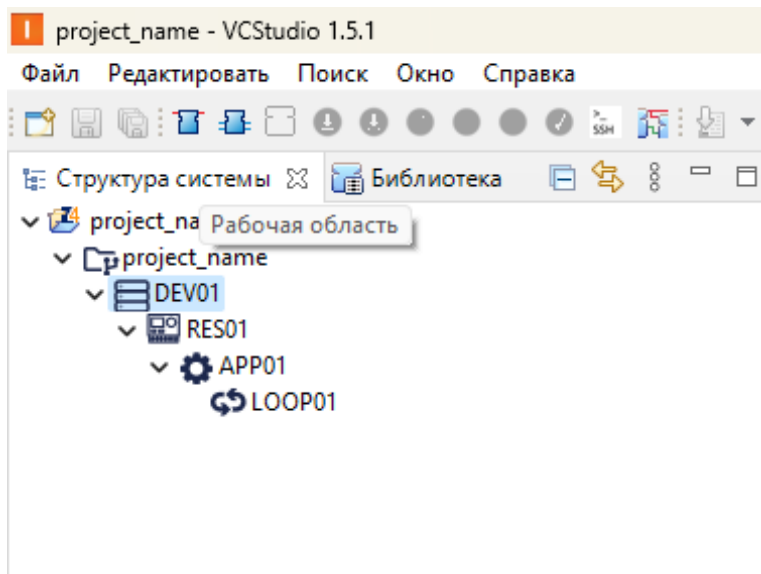 project_name - VCStudio 1.5.1
Файл Редактировать Поиск Окно Справка
SSH
Структура системы Библиотека
project_na Рабочая область
project_name
DEV01
RES01
APP01
LOOP01